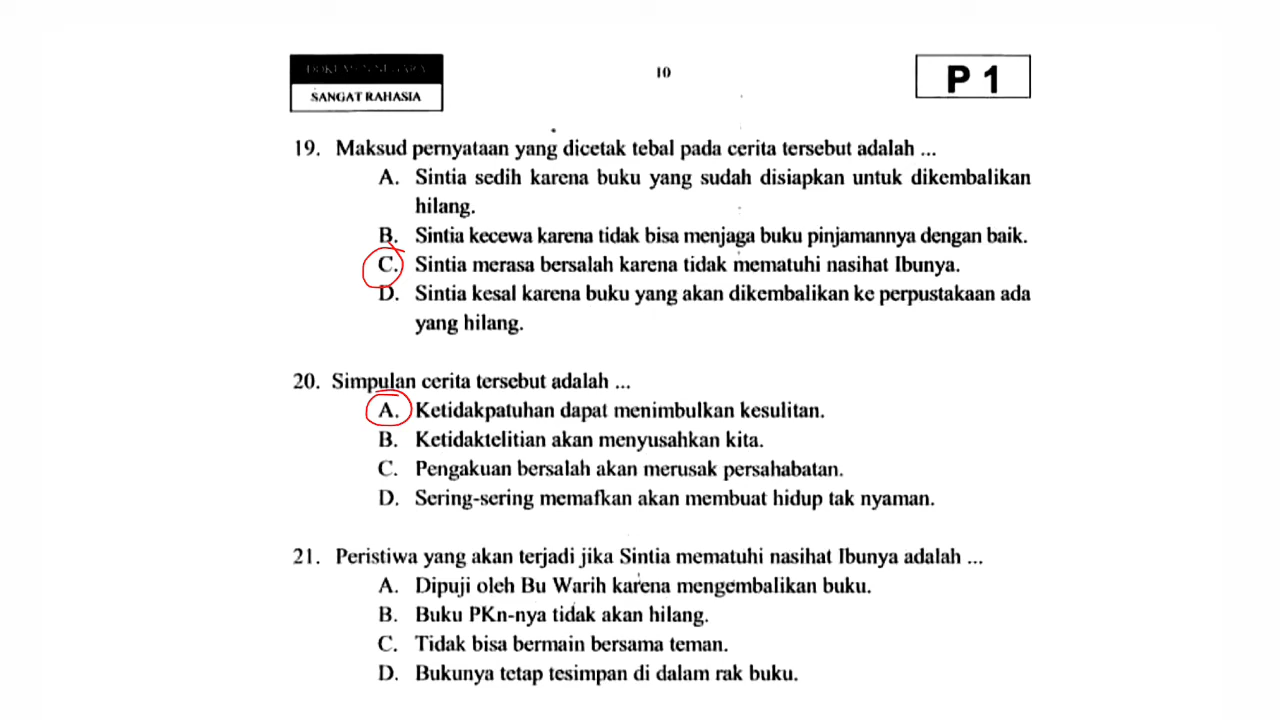 DOKUMEN NEGARA
SANGAT RAHASIA
10
P 1
19. Maksud pernyataan yang dicetak tebal pada cerita tersebut adalah ...
A. Sintia sedih karena buku yang sudah disiapkan untuk dikembalikan
hilang.
B. Sintia kecewa karena tidak bisa menjaga buku pinjamannya dengan baik.
C. Sintia merasa bersalah karena tidak mematuhi nasihat Ibunya.
D. Sintia kesal karena buku yang akan dikembalikan ke perpustakaan ada
yang hilang.
20. Simpulan cerita tersebut adalah ...
A. Ketidakpatuhan dapat menimbulkan kesulitan.
B. Ketidaktelitian akan menyusahkan kita.
C. Pengakuan bersalah akan merusak persahabatan.
D. Sering-sering memafkan akan membuat hidup tak nyaman.
21. Peristiwa yang akan terjadi jika Sintia mematuhi nasihat Ibunya adalah ...
A. Dipuji oleh Bu Warih karena mengembalikan buku.
B. Buku PKn-nya tidak akan hilang.
C. Tidak bisa bermain bersama teman.
D. Bukunya tetap tesimpan di dalam rak buku.